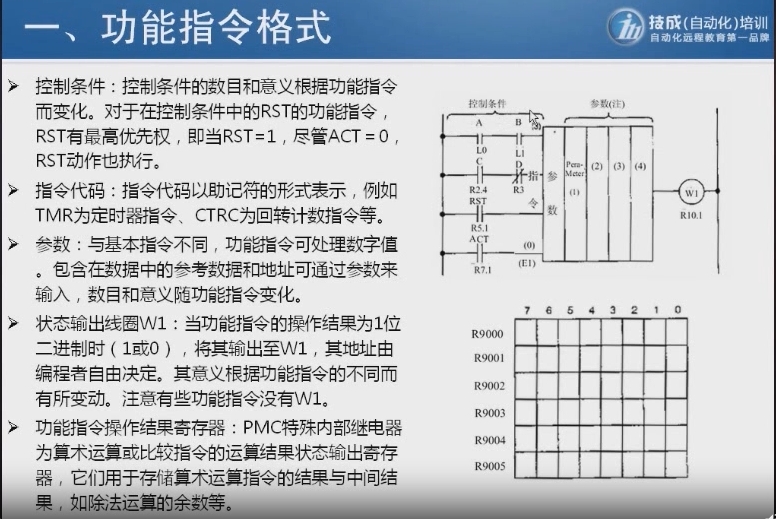 一、功能指令格式
技成(自动化)培训
自动化远程教育第一品牌
控制条件：控制条件的数目和意义根据功能指令
而变化。对于在控制条件中的RST的功能指令，
RST有最高优先权，即当RST=1，尽管ACT＝0，
RST动作也执行。
指令代码：指令代码以助记符的形式表示，例如
TMR为定时器指令、CTRC为回转计数指令等。
参数：与基本指令不同，功能指令可处理数字值
。包含在数据中的参考数据和地址可通过参数来
输入，数目和意义随功能指令变化。
状态输出线圈W1：当功能指令的操作结果为1位
二进制时（1或0），将其输出至W1，其地址由
编程者自由决定。其意义根据功能指令的不同而
有所变动。注意有些功能指令没有W1。
功能指令操作结果寄存器：PMC特殊内部继电器
为算术运算或比较指令的运算结果状态输出寄存
器，它们用于存储算术运算指令的结果与中间结
果，如除法运算的余数等。
控制条件
参数(注)
A
B
L0
L1
C
D
指
R2.4
R3
RST
令
R5.1
ACT
(0)
R7.1
(E1)
参
数
Pera-
Meter
(1)
(2)
(3)
(4)
W1
R10.1
7 6 5 4 3 2 1 0
R9000
R9001
R9002
R9003
R9004
R9005